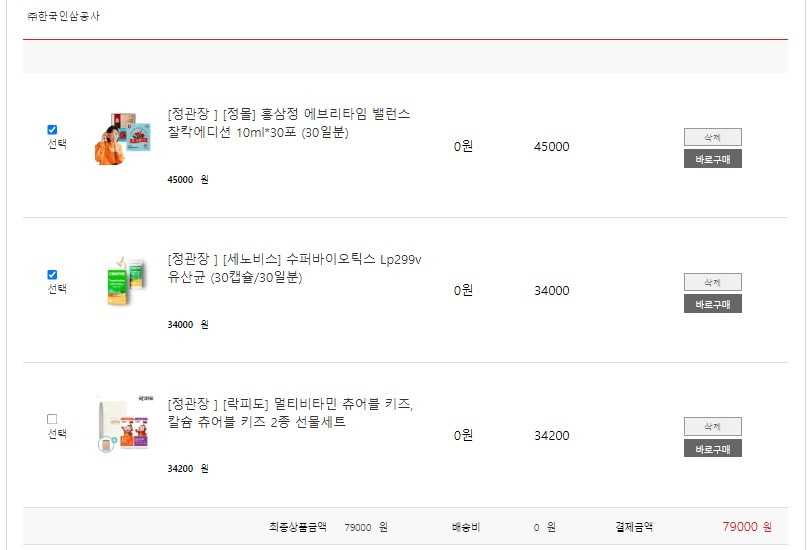 ㈜한국인삼공사
[정관장 ] [정몰] 홍삼정 에브리타임 밸런스
찰칵에디션 10ml*30포 (30일분)
선택
0원
45000
삭제
바로구매
45000 원
[정관장 ] [세노비스] 수퍼바이오틱스 Lp299v
유산균 (30캡슐/30일분)
선택
0원
34000
삭제
바로구매
34000 원
[정관장 ] [락피도] 멀티비타민 츄어블 키즈,
칼슘 츄어블 키즈 2종 선물세트
선택
0원
34200
삭제
바로구매
34200 원
최종상품금액 79000 원 배송비 0 원 결제금액 79000 원